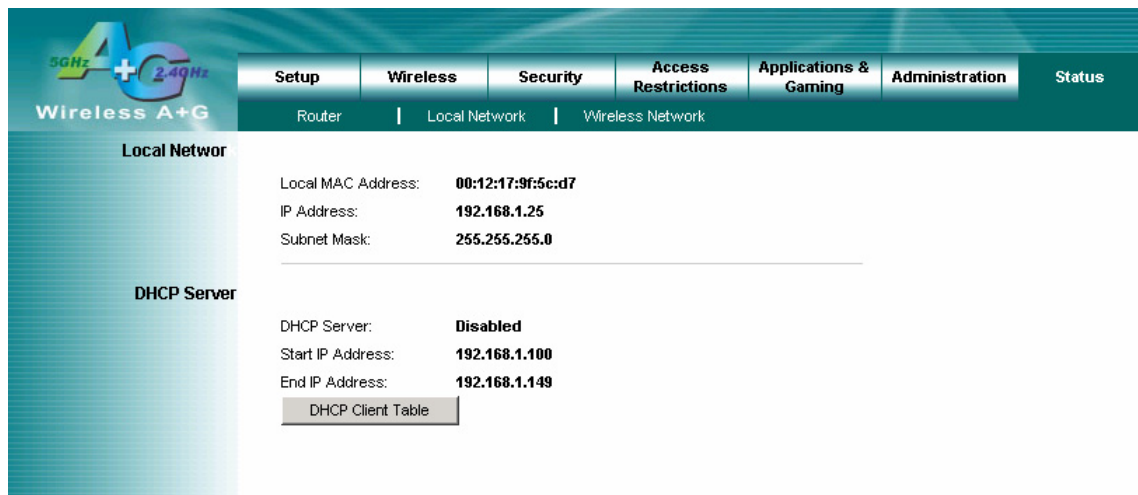 5GHz A+G 2.4GHz
Wireless A+G
Setup Wireless Security Access Restrictions Applications & Gaming Administration Status
Router | Local Network | Wireless Network
Local Networ
Local MAC Address: 00:12:17:9f:5c:d7
IP Address: 192.168.1.25
Subnet Mask: 255.255.255.0
DHCP Server
DHCP Server: Disabled
Start IP Address: 192.168.1.100
End IP Address: 192.168.1.149
DHCP Client Table